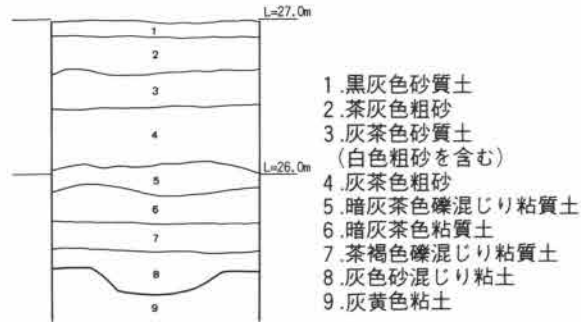 L=27.0m
1
2
3
4
L=26.0m
5
6
7
8
9
1.黒灰色砂質土
2.茶灰色粗砂
3.灰茶色砂質土
(白色粗砂を含む)
4.灰茶色粗砂
5.暗灰茶色礫混じり粘質土
6.暗灰茶色粘質土
7.茶褐色礫混じり粘質土
8.灰色砂混じり粘土
9.灰黄色粘土